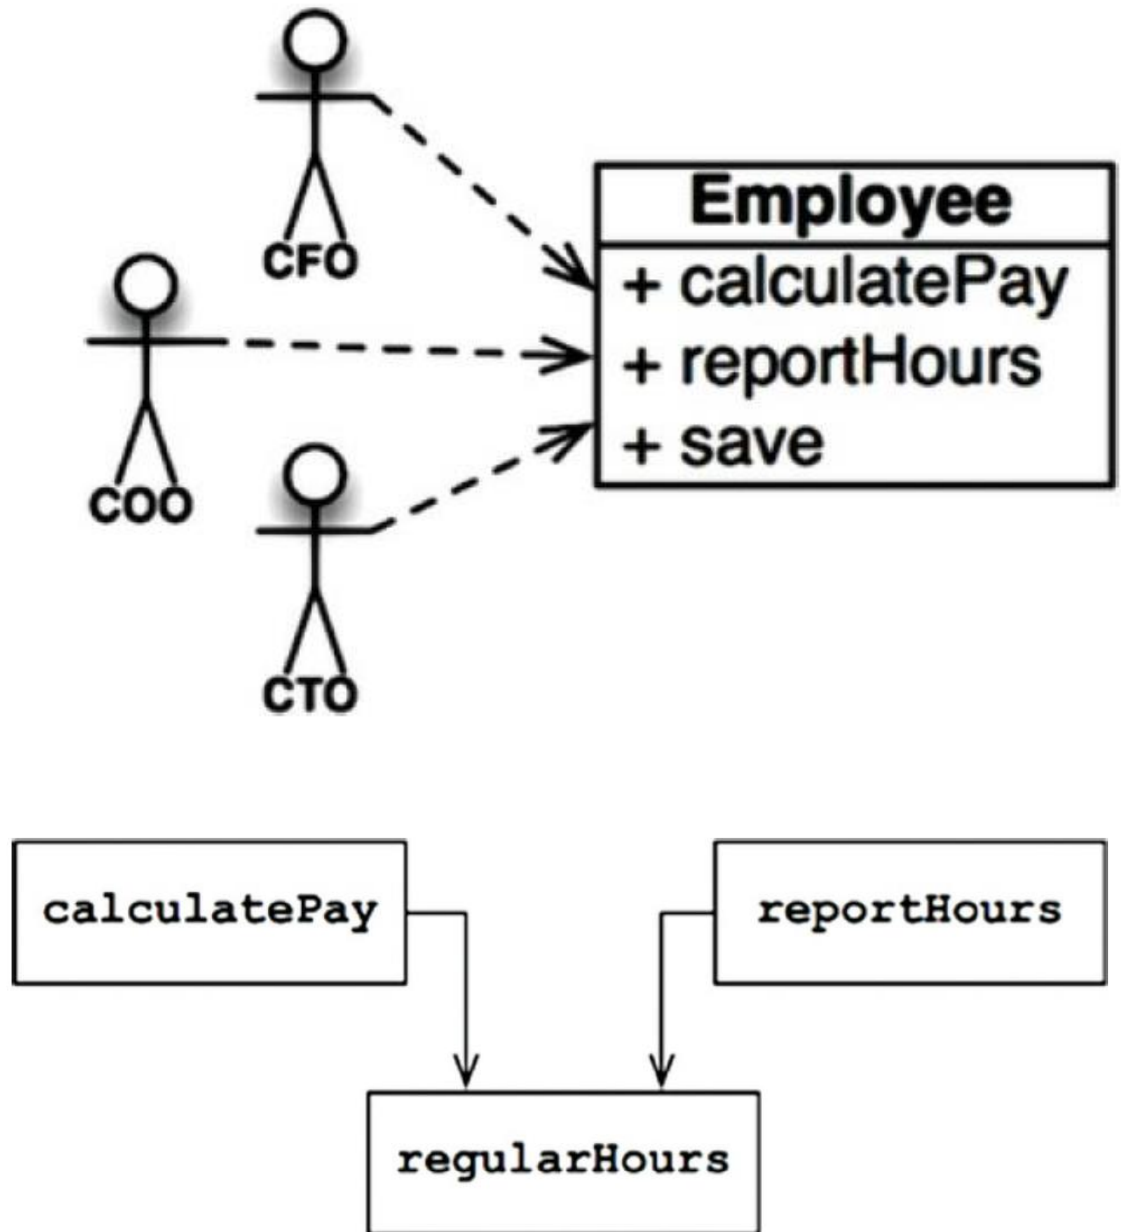 CFO
COO
CTO
Employee
+ calculatePay
+ reportHours
+ save
calculatePay
reportHours
regularHours